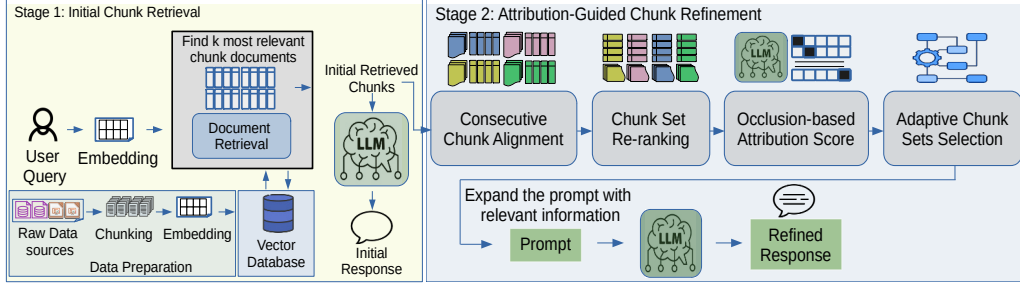 Stage 1: Initial Chunk Retrieval
Find k most relevant
chunk documents
Document
Retrieval
User
Query
Embedding
Initial Retrieved
Chunks
LLM
Initial
Response
Raw Data
sources
Chunking
Embedding
Data Preparation
Vector
Database
Stage 2: Attribution-Guided Chunk Refinement
LLM
Consecutive
Chunk Alignment
Chunk Set
Re-ranking
Occlusion-based
Attribution Score
Adaptive Chunk
Sets Selection
Expand the prompt with
relevant information
Prompt
LLM
Refined
Response